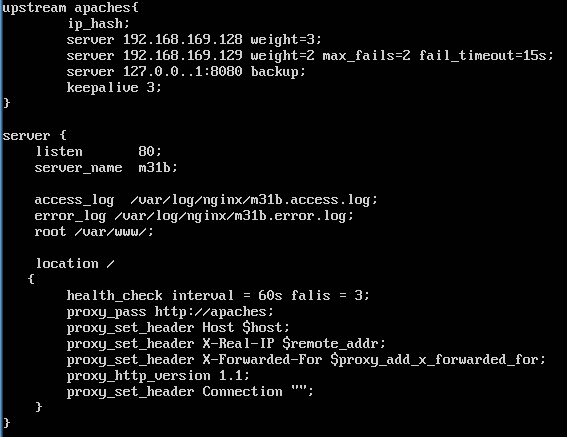 upstream apaches{
ip_hash;
server 192.168.169.128 weight=3;
server 192.168.169.129 weight=2 max_fails=2 fail_timeout=15s;
server 127.0.0..1:8080 backup;
keepalive 3;
}
server {
listen 80;
server_name m31b;
access_log /var/log/nginx/m31b.access.log;
error_log /var/log/nginx/m31b.error.log;
root /var/www/;
location /
{
health_check interval = 60s falis = 3;
proxy_pass http://apaches;
proxy_set_header Host $host;
proxy_set_header X-Real-IP $remote_addr;
proxy_set_header X-Forwarded-For $proxy_add_x_forwarded_for;
proxy_http_version 1.1;
proxy_set_header Connection "";
}
}